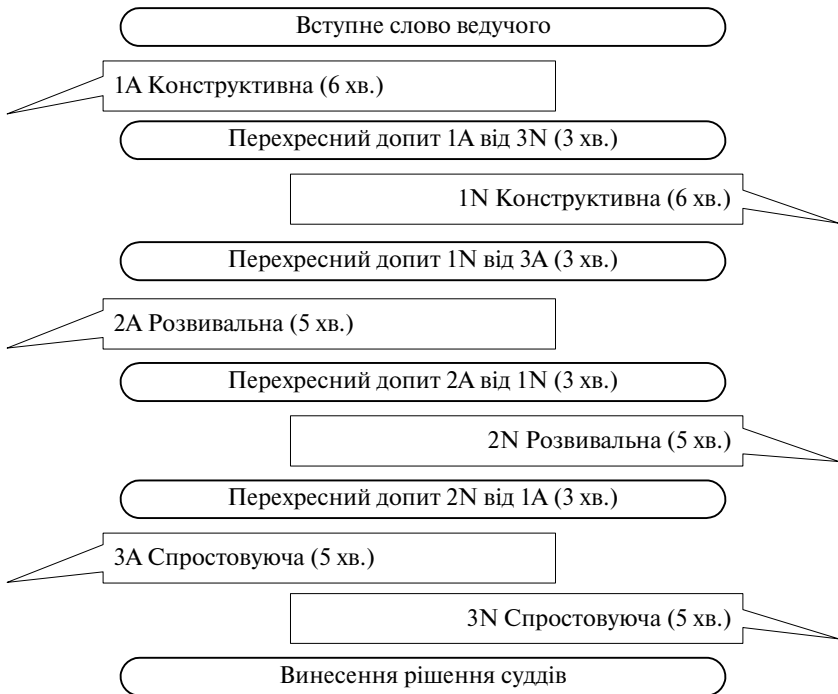 Вступне слово ведучого
1А Конструктивна (6 хв.)
Перехресний допит 1А від 3N (3 хв.)
1N Конструктивна (6 хв.)
Перехресний допит 1N від 3А (3 хв.)
2А Розвивальна (5 хв.)
Перехресний допит 2А від 1N (3 хв.)
2N Розвивальна (5 хв.)
Перехресний допит 2N від 1А (3 хв.)
3А Спростовуюча (5 хв.)
3N Спростовуюча (5 хв.)
Винесення рішення суддів